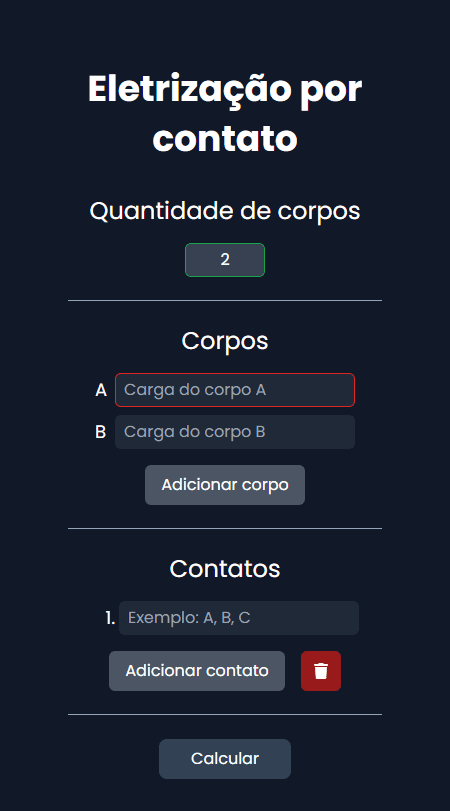 Eletrização por
contato
Quantidade de corpos
2
Corpos
A Carga do corpo A
B Carga do corpo B
Adicionar corpo
Contatos
1. Exemplo: A, B, C
Adicionar contato
Calcular